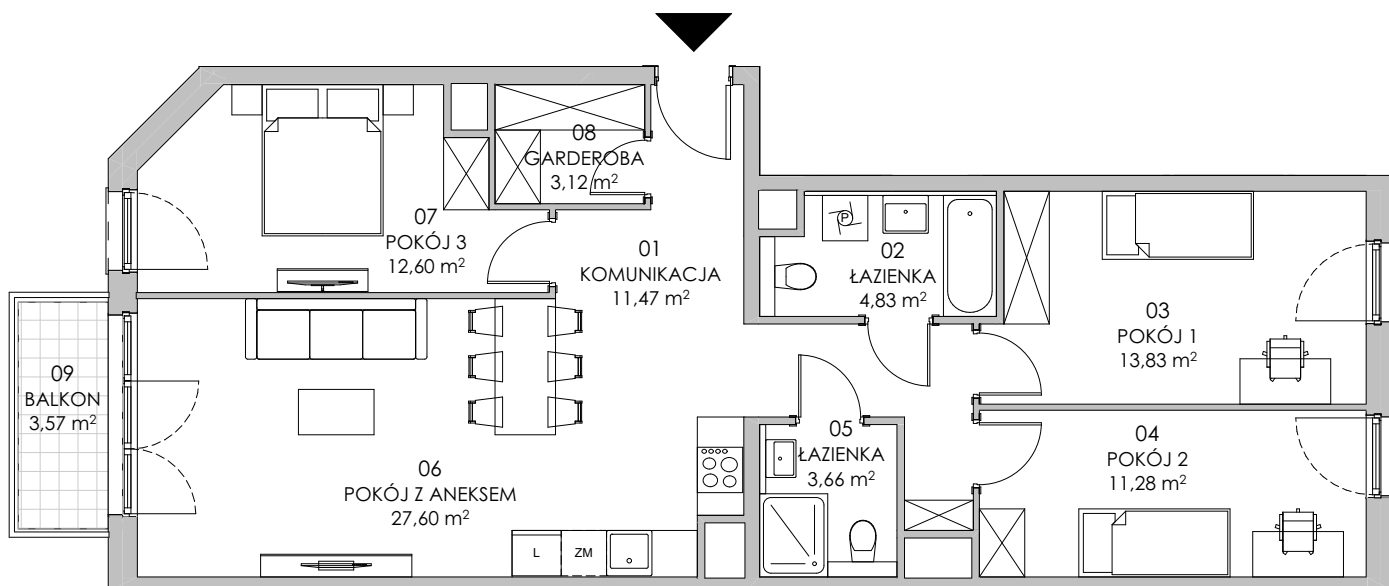 08
GARDEROBA
3,12 m²
07
POKÓJ 3
12,60 m²
01
KOMUNIKACJA
11,47 m²
P
02
ŁAZIENKA
4,83 m²
03
POKÓJ 1
13,83 m²
09
BALKON
3,57 m²
06
POKÓJ Z ANEKSEM
27,60 m²
05
ŁAZIENKA
3,66 m²
04
POKÓJ 2
11,28 m²
L
ZM